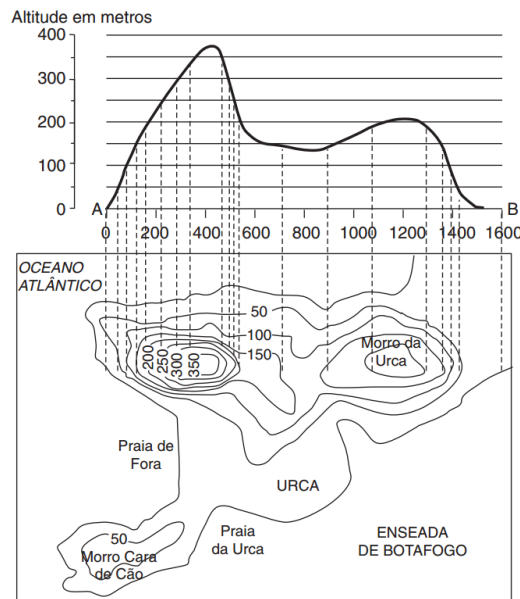 Altitude em metros
400
300
200
100
0
A
B
0 200 400 600 800 1000 1200 1400 1600
OCEANO
ATLÂNTICO
50
100
150
200
250
300
350
Morro da
Urca
Praia de
Fora
URCA
50
Morro Cara
de Cão
Praia
da Urca
ENSEADA
DE BOTAFOGO